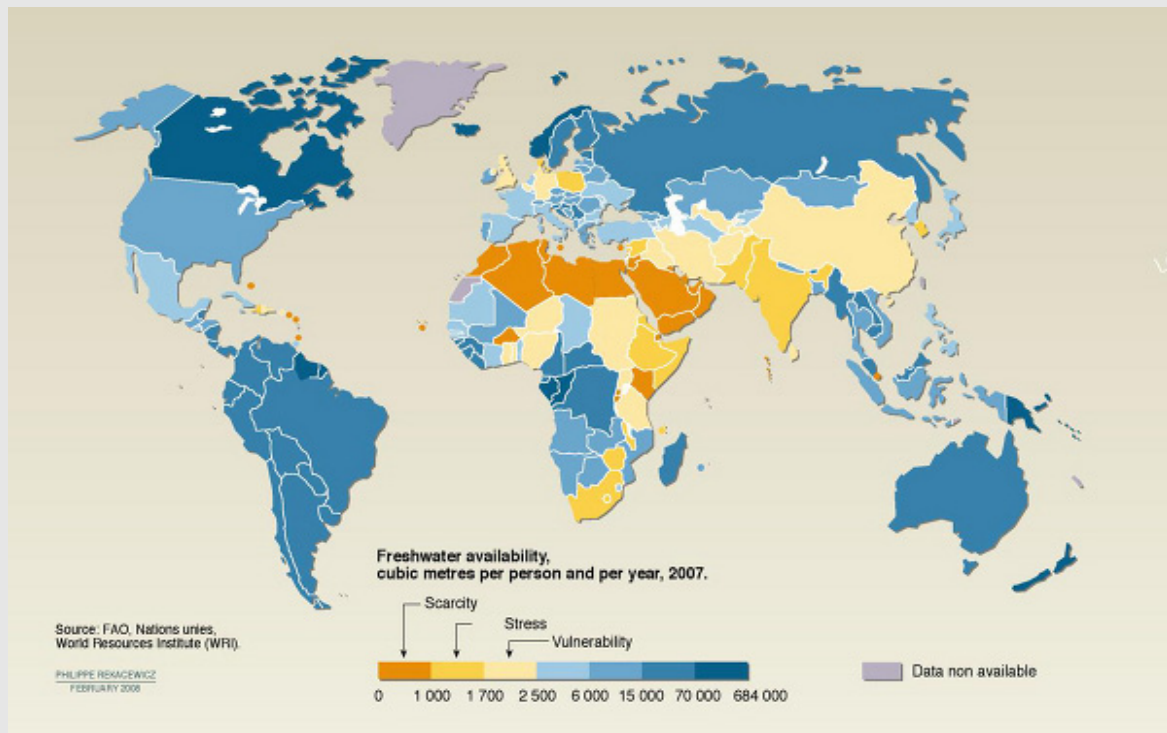 Freshwater availability,
cubic metres per person and per year, 2007.
Scarcity
Stress
Vulnerability
0 1 000 1 700 2 500 6 000 15 000 70 000 684 000
Data non available
Source: FAO, Nations unies,
World Resources Institute (WRI).
PHILIPPE REKACEWICZ
FEBRUARY 2008